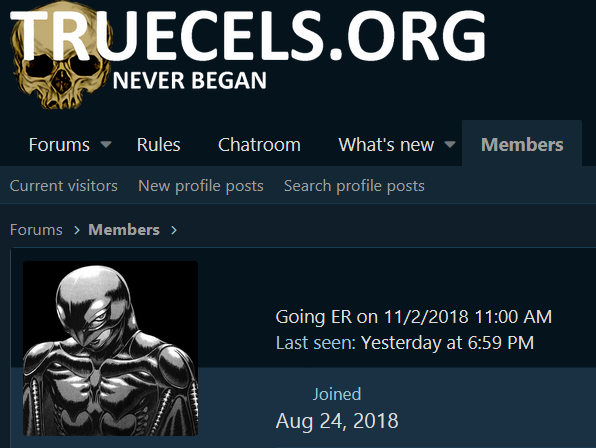 TRUECELS.ORG
NEVER BEGAN
Forums Rules Chatroom What's new Members
Current visitors New profile posts Search profile posts
Forums > Members >
Going ER on 11/2/2018 11:00 AM
Last seen: Yesterday at 6:59 PM
Joined
Aug 24, 2018